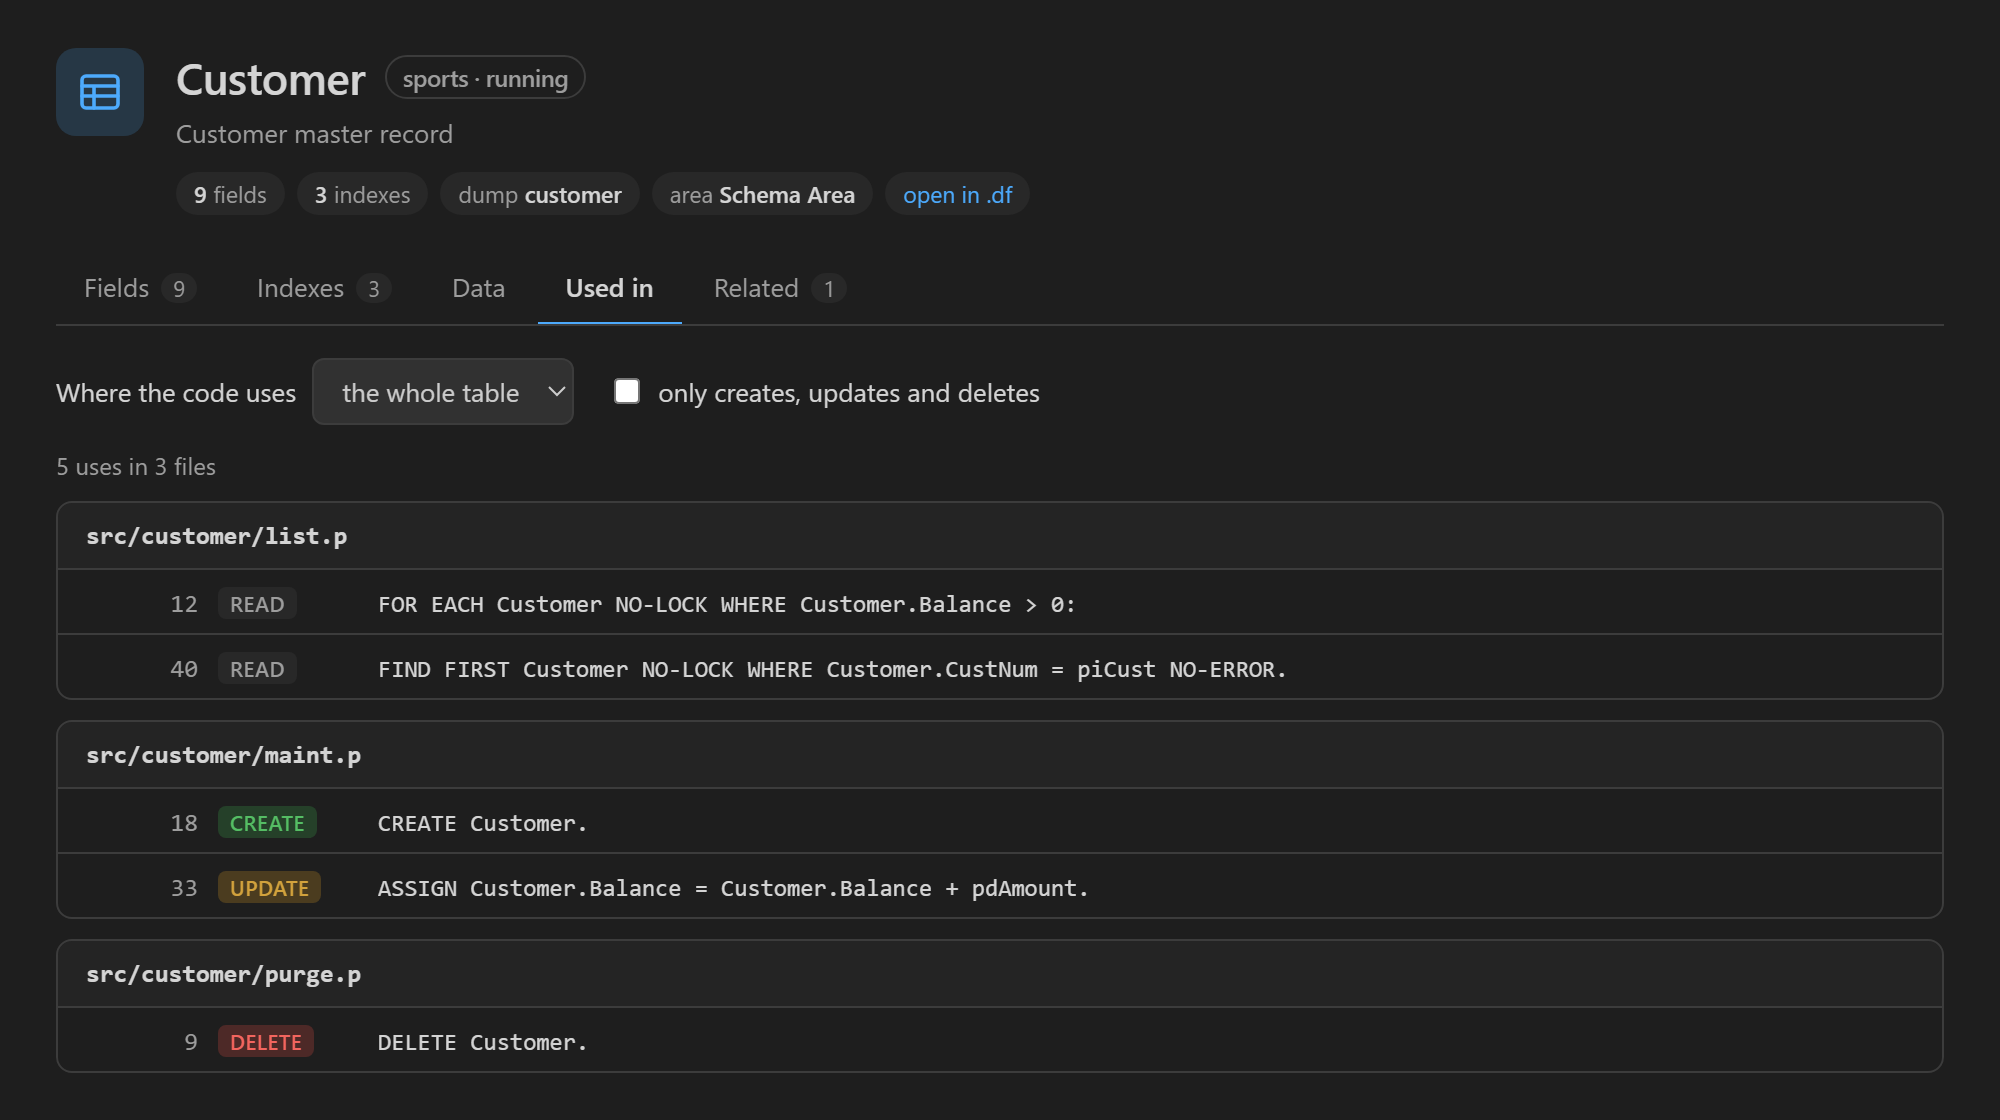 Customer sports · running
Customer master record
9 fields 3 indexes dump customer area Schema Area open in .df
Fields 9 Indexes 3 Data Used in Related 1
Where the code uses the whole table only creates, updates and deletes
5 uses in 3 files
src/customer/list.p
12 READ FOR EACH Customer NO-LOCK WHERE Customer.Balance > 0:
40 READ FIND FIRST Customer NO-LOCK WHERE Customer.CustNum = piCust NO-ERROR.
src/customer/maint.p
18 CREATE CREATE Customer.
33 UPDATE ASSIGN Customer.Balance = Customer.Balance + pdAmount.
src/customer/purge.p
9 DELETE DELETE Customer.